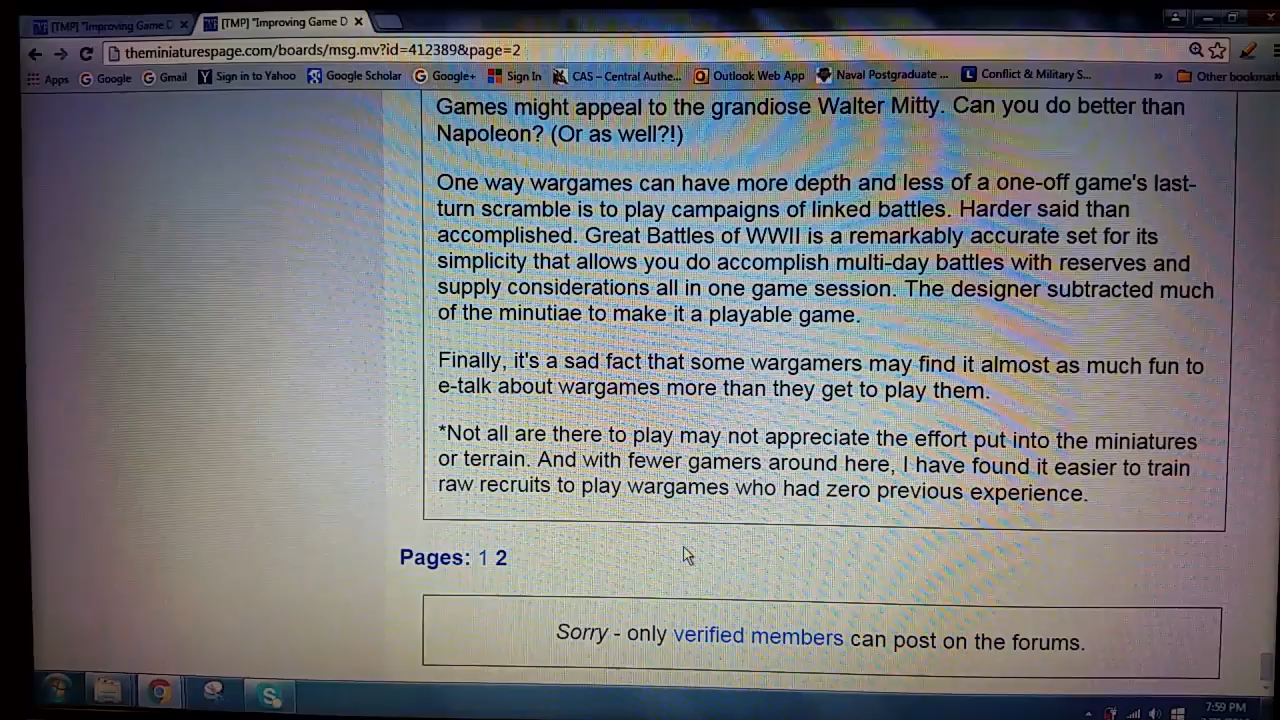 [TMP] "Improving Game D
[TMP] "Improving Game D
theminiaturespage.com/boards/msg.mv?id=412389&page=2
Apps Google Gmail Sign in to Yahoo Google Scholar Google+ Sign In CAS – Central Authe... Outlook Web App Naval Postgraduate ... Conflict & Military S... » Other bookmar
Games might appeal to the grandiose Walter Mitty. Can you do better than
Napoleon? (Or as well?!)
One way wargames can have more depth and less of a one-off game's last-
turn scramble is to play campaigns of linked battles. Harder said than
accomplished. Great Battles of WWII is a remarkably accurate set for its
simplicity that allows you do accomplish multi-day battles with reserves and
supply considerations all in one game session. The designer subtracted much
of the minutiae to make it a playable game.
Finally, it's a sad fact that some wargamers may find it almost as much fun to
e-talk about wargames more than they get to play them.
*Not all are there to play may not appreciate the effort put into the miniatures
or terrain. And with fewer gamers around here, I have found it easier to train
raw recruits to play wargames who had zero previous experience.
Pages: 1 2
Sorry - only verified members can post on the forums.
7:59 PM